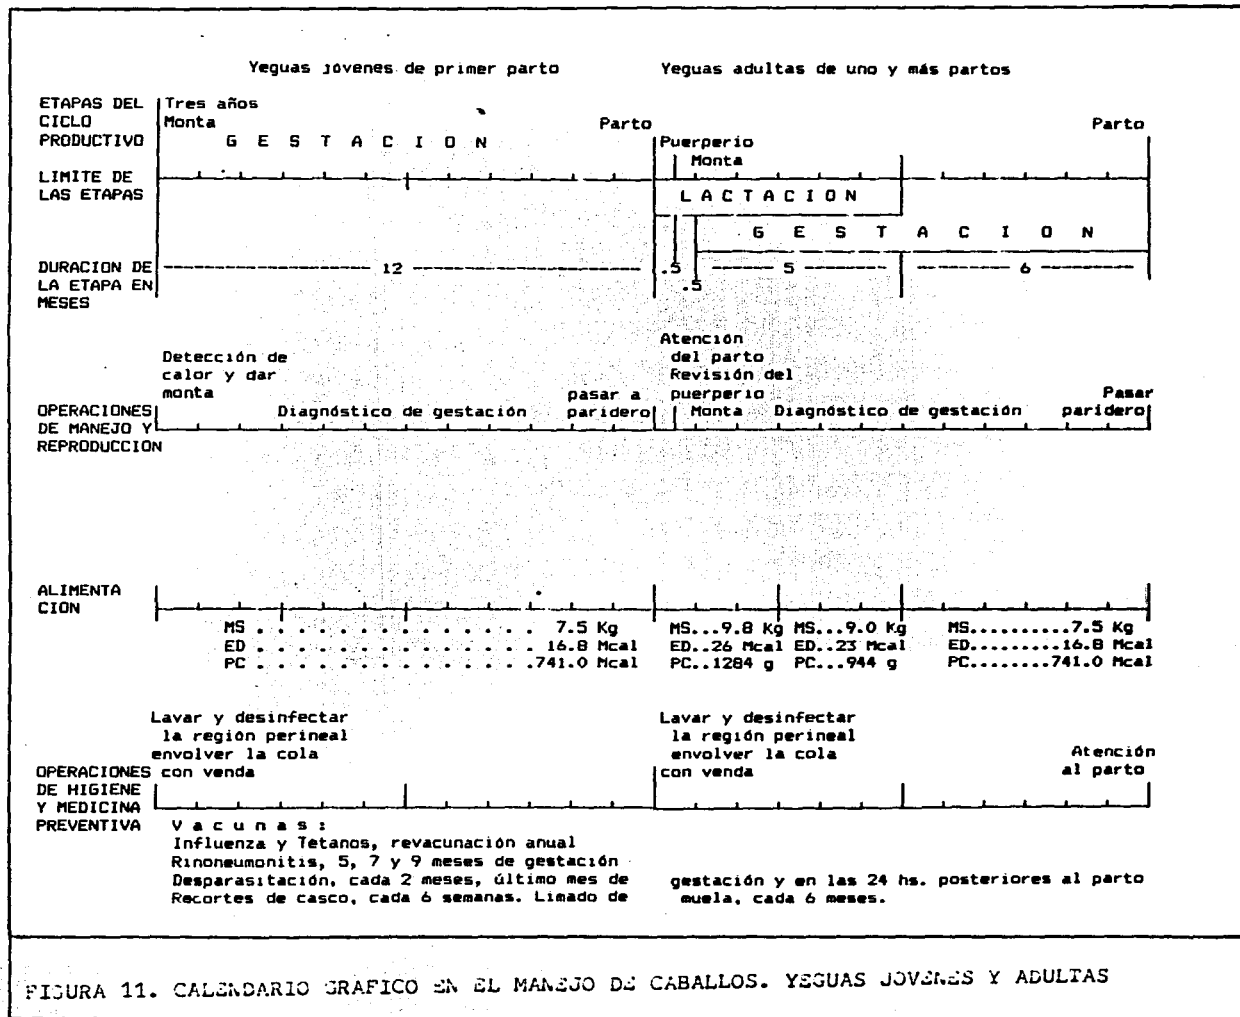 Yeguas jóvenes de primer parto Yeguas adultas de uno y más partos
ETAPAS DEL CICLO PRODUCTIVO
Tres años
Monta
Parto
G E S T A C I O N
Puerperio
Monta
Parto
LIMITE DE LAS ETAPAS
L A C T A C I O N
G E S T A C I O N
DURACION DE LA ETAPA EN MESES
12
.5
.5
5
6
Detección de
calor y dar
monta
Diagnóstico de gestación
pasar a
paridero
Atención
del parto
Revisión del
puerperio
Monta
Diagnóstico de gestación
Pasar
paridero
OPERACIONES
DE MANEJO Y
REPRODUCCION
ALIMENTA
CION
MS . . . . . . . . . . . . . . 7.5 Kg MS...9.8 Kg MS...9.0 Kg MS..........7.5 Kg
ED . . . . . . . . . . . . . . 16.8 Mcal ED..26 Mcal ED..23 Mcal ED.........16.8 Mcal
PC . . . . . . . . . . . . . .741.0 Mcal PC..1284 g PC...944 g PC........741.0 Mcal
Lavar y desinfectar
la región perineal
envolver la cola
con venda
Lavar y desinfectar
la región perineal
envolver la cola
con venda
Atención
al parto
OPERACIONES
DE HIGIENE
Y MEDICINA
PREVENTIVA
V a c u n a s :
Influenza y Tetanos, revacunación anual
Rinoneumonitis, 5, 7 y 9 meses de gestación
Desparasitación, cada 2 meses, último mes de gestación y en las 24 hs. posteriores al parto
Recortes de casco, cada 6 semanas. Limado de muela, cada 6 meses.
FIGURA 11. CALENDARIO GRAFICO EN EL MANEJO DE CABALLOS. YEGUAS JOVENES Y ADULTAS